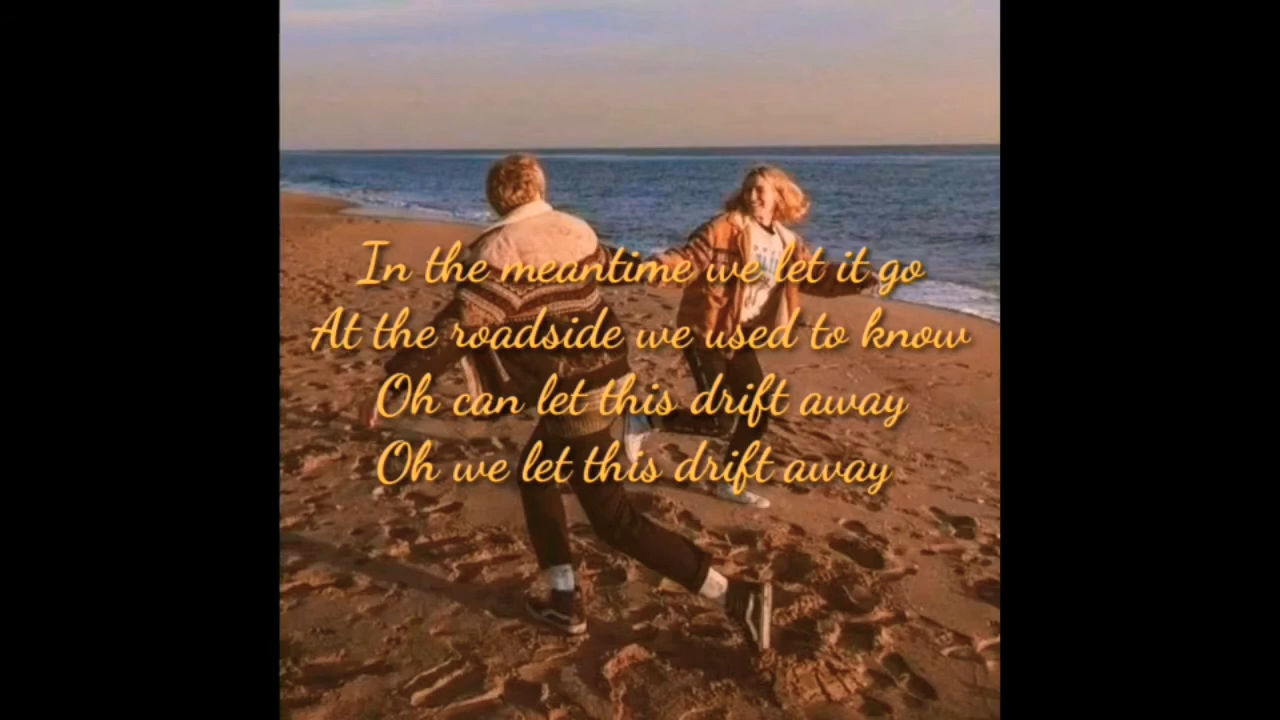 In the meantime we let it go
At the roadside we used to know
Oh can let this drift away
Oh we let this drift away